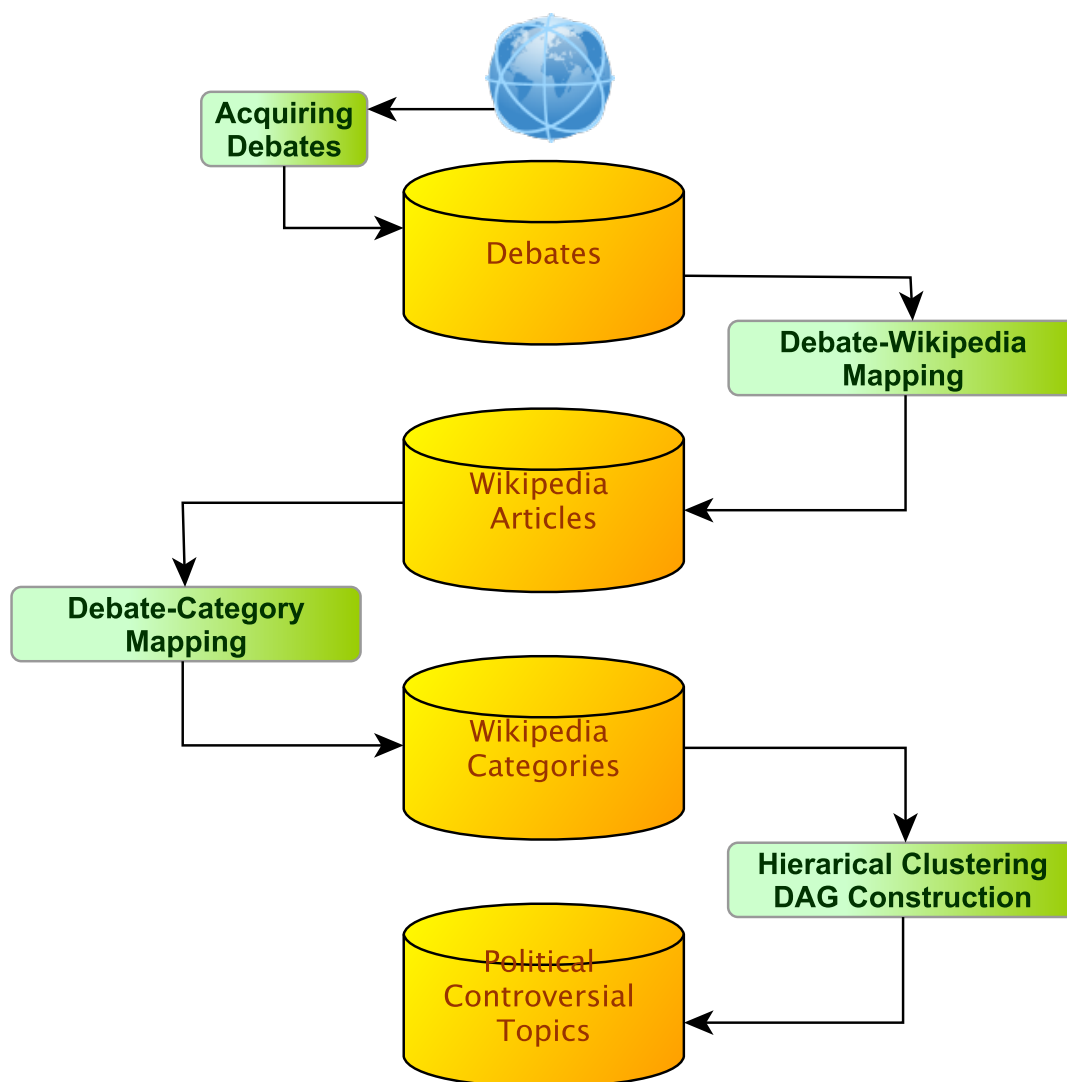 Acquiring
Debates
Debates
Debate-Wikipedia
Mapping
Wikipedia
Articles
Debate-Category
Mapping
Wikipedia
Categories
Hierarical Clustering
DAG Construction
Political
Controversial
Topics